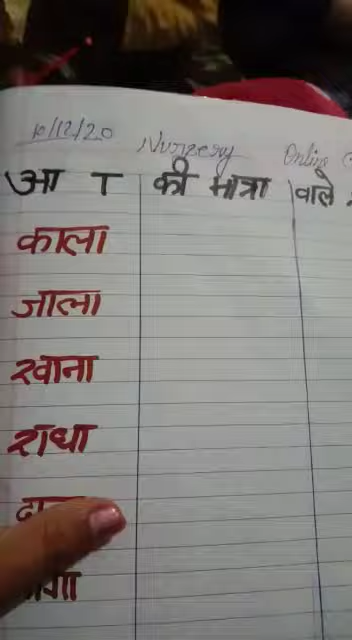 10/12/20 Nursery Online
आ ा की मात्रा वाले
काला
जाला
खाना
राधा